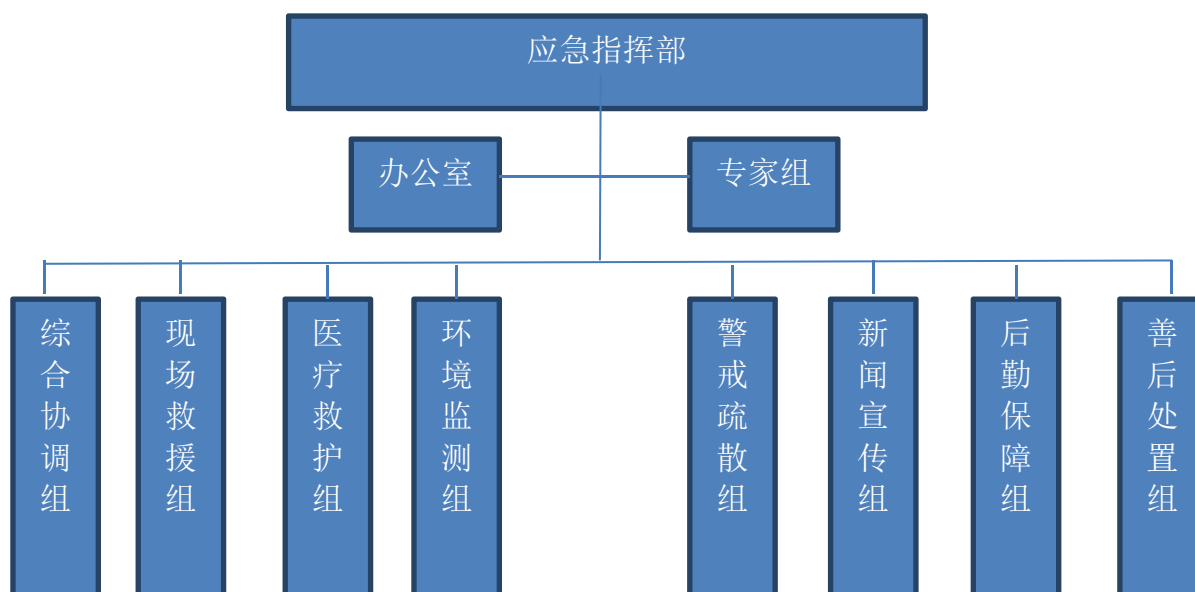 应急指挥部
办公室
专家组
综合协调组
现场救援组
医疗救护组
环境监测组
警戒疏散组
新闻宣传组
后勤保障组
善后处置组